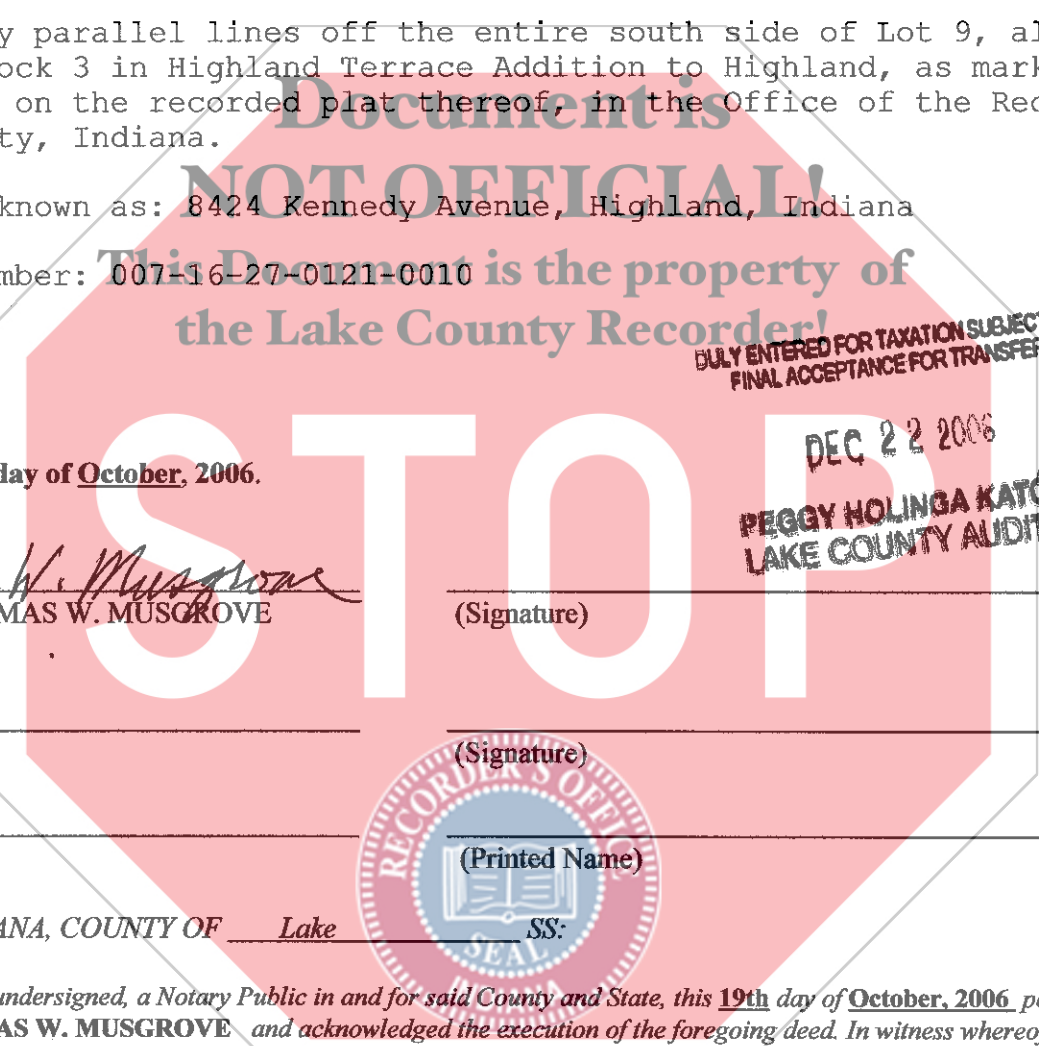 y parallel lines off the entire south side of Lot 9, al
ock 3 in Highland Terrace Addition to Highland, as mark
on the recorded plat thereof, in the Office of the Rec
ty, Indiana.
Document is
NOT OFFICIAL!
known as: 8424 Kennedy Avenue, Highland, Indiana
This Document is the property of
mber: 007-16-27-0121-0010
the Lake County Recorder!
DULY ENTERED FOR TAXATION SUBJECT
FINAL ACCEPTANCE FOR TRANSFER
DEC 22 2006
PEGGY HOLINGA KATO
LAKE COUNTY AUDIT
STOP
day of October, 2006.
W. Musgrove
MAS W. MUSGROVE (Signature)
(Signature)
RECORDER'S OFFICE
(Printed Name)
SEAL
INDIANA
ANA, COUNTY OF Lake SS:
undersigned, a Notary Public in and for said County and State, this 19th day of October, 2006 pe
AS W. MUSGROVE and acknowledged the execution of the foregoing deed. In witness whereof